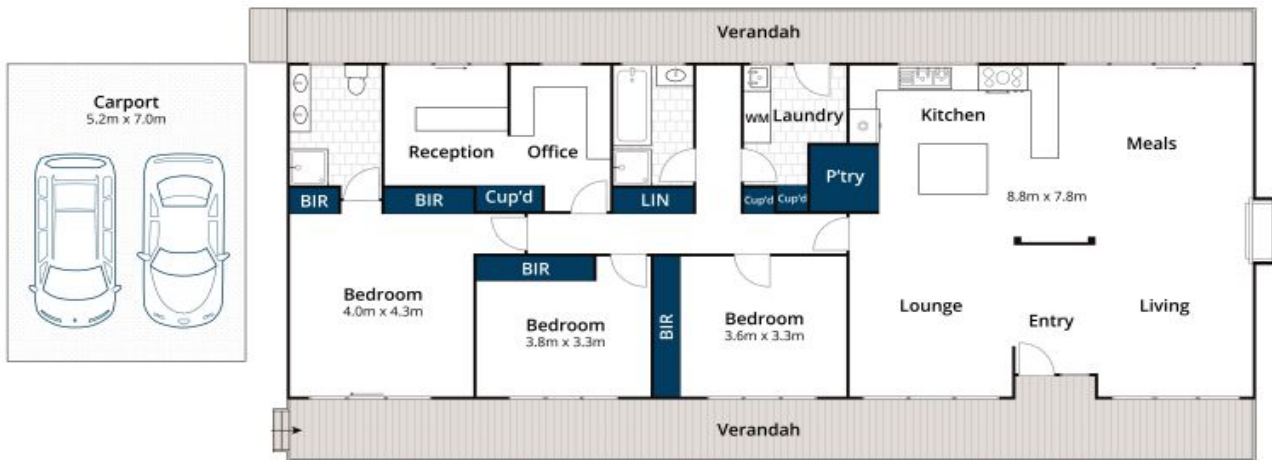 Verandah
Carport
5.2m x 7.0m
Reception
Office
WM
Laundry
Kitchen
Meals
P'try
BIR
BIR
Cup'd
LIN
Cup'd
Cup'd
8.8m x 7.8m
BIR
Bedroom
4.0m x 4.3m
Bedroom
3.8m x 3.3m
BIR
Bedroom
3.6m x 3.3m
Lounge
Entry
Living
Verandah